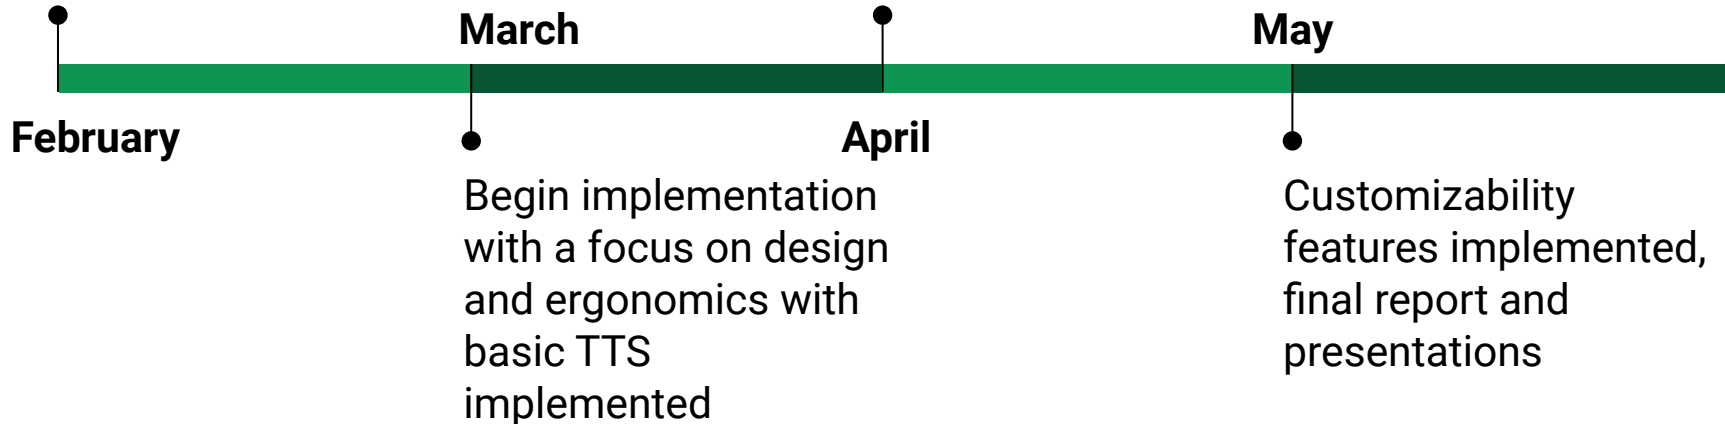 March
May
February
April
Begin implementation
with a focus on design
and ergonomics with
basic TTS
implemented
Customizability
features implemented,
final report and
presentations